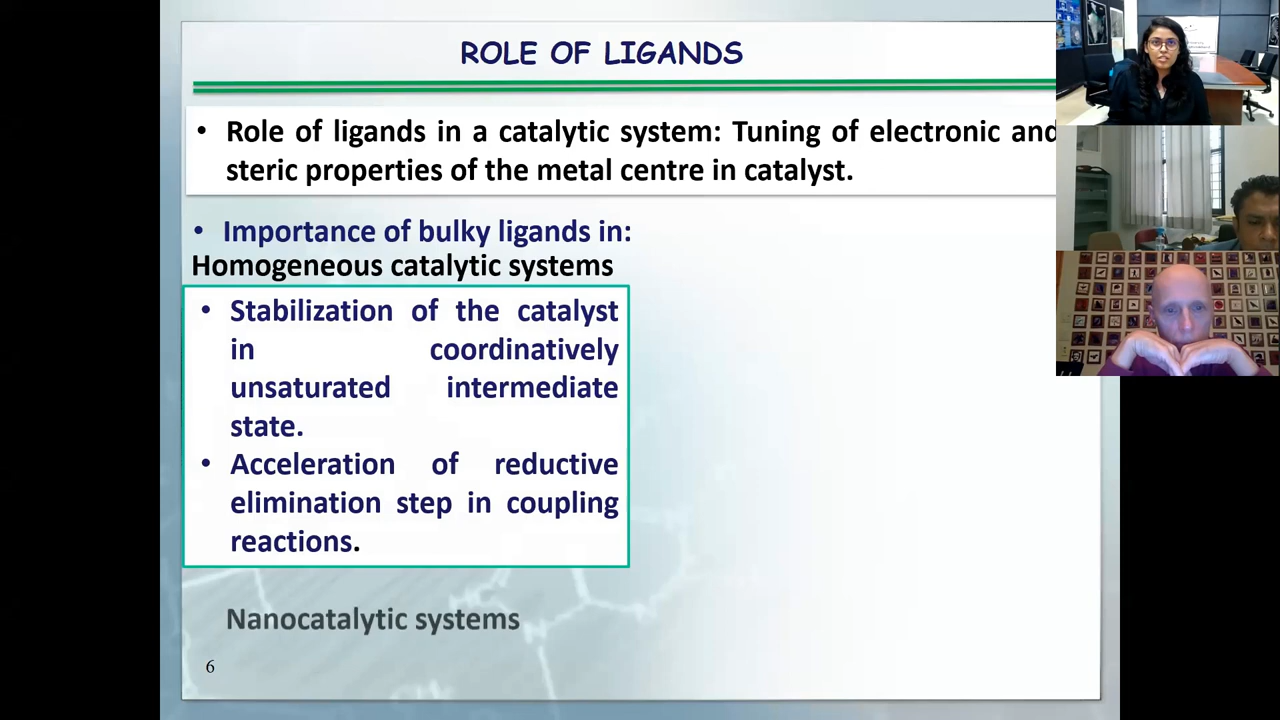 ROLE OF LIGANDS
• Role of ligands in a catalytic system: Tuning of electronic and
steric properties of the metal centre in catalyst.
• Importance of bulky ligands in:
Homogeneous catalytic systems
• Stabilization of the catalyst
in coordinatively
unsaturated intermediate
state.
• Acceleration of reductive
elimination step in coupling
reactions.
Nanocatalytic systems
6